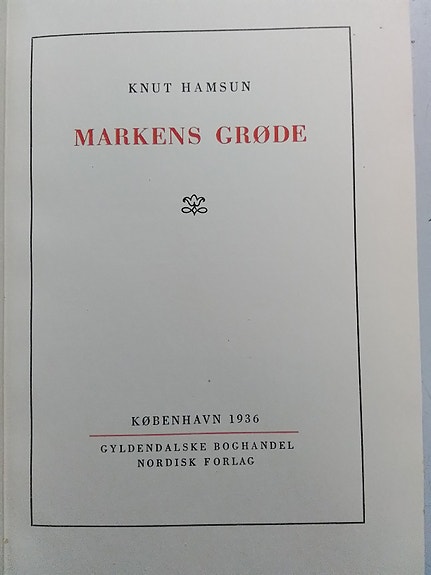 KNUT HAMSUN
MARKENS GRØDE
KØBENHAVN 1936
GYLDENDALSKE BOGHANDEL
NORDISK FORLAG